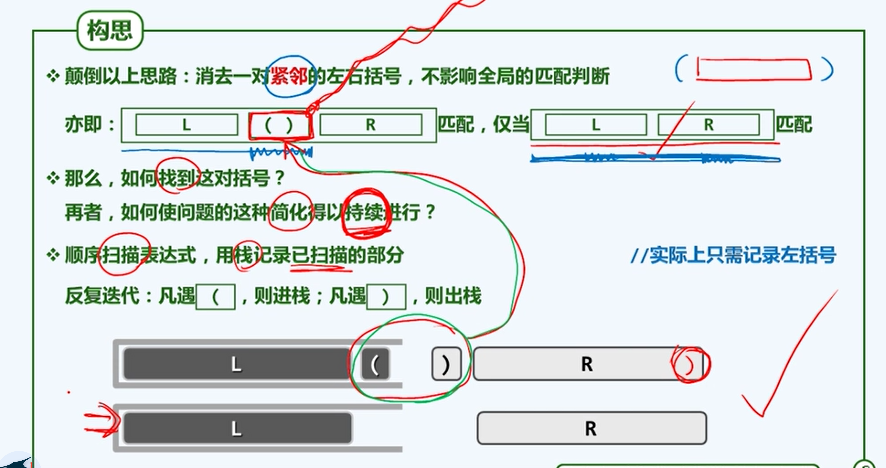 构思
❖ 颠倒以上思路：消去一对紧邻的左右括号，不影响全局的匹配判断
亦即： L ( ) R 匹配，仅当 L R 匹配
❖ 那么，如何找到这对括号？
再者，如何使问题的这种简化得以持续进行？
❖ 顺序扫描表达式，用栈记录已扫描的部分 //实际上只需记录左括号
反复迭代：凡遇 ( ，则进栈；凡遇 ) ，则出栈
L ( ) R )
L R